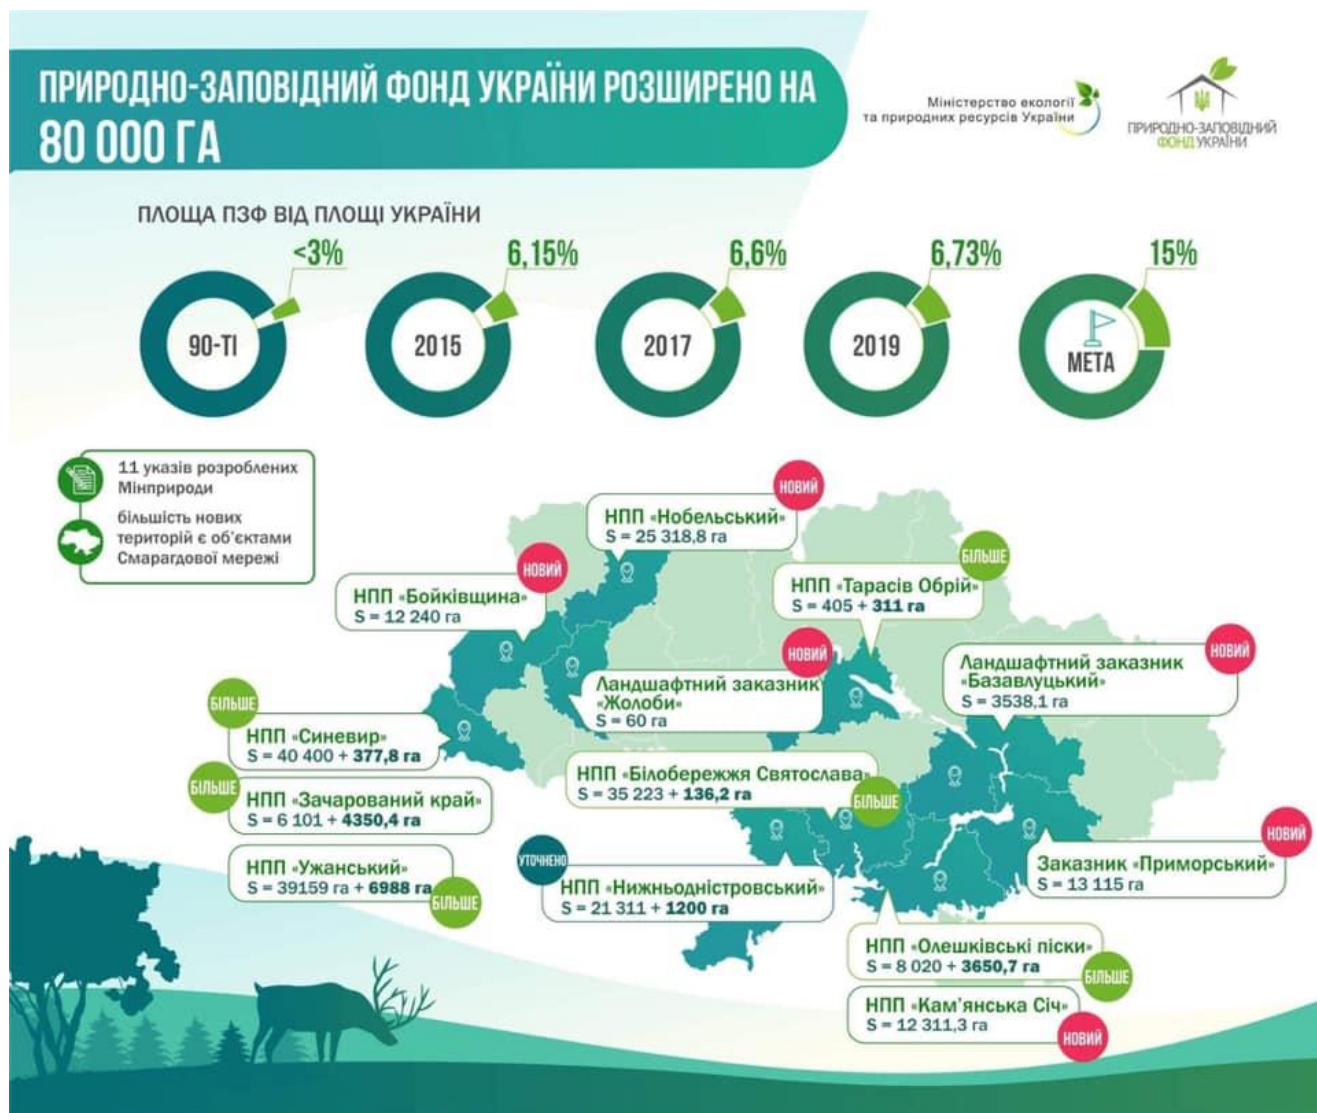 ПРИРОДНО-ЗАПОВІДНИЙ ФОНД УКРАЇНИ РОЗШИРЕНО НА
80 000 ГА
Міністерство екології
та природних ресурсів України
ПРИРОДНО-ЗАПОВІДНИЙ
ФОНД УКРАЇНИ
ПЛОЩА ПЗФ ВІД ПЛОЩІ УКРАЇНИ
<3%
6,15%
6,6%
6,73%
15%
90-ТІ
2015
2017
2019
МЕТА
11 указів розроблених
Мінприроди
більшість нових
територій є об'єктами
Смарагдової мережі
НОВИЙ
НПП «Нобельський»
S = 25 318,8 га
НОВИЙ
НПП «Бойківщина»
S = 12 240 га
БІЛЬШЕ
НПП «Тарасів Обрій»
S = 405 + 311 га
НОВИЙ
Ландшафтний заказник
«Жолоби»
S = 60 га
НОВИЙ
Ландшафтний заказник
«Базавлуцький»
S = 3538,1 га
БІЛЬШЕ
НПП «Синевир»
S = 40 400 + 377,8 га
БІЛЬШЕ
НПП «Зачарований край»
S = 6 101 + 4350,4 га
НПП «Ужанський»
S = 39159 га + 6988 га
БІЛЬШЕ
НПП «Білобережжя Святослава»
S = 35 223 + 136,2 га
БІЛЬШЕ
УТОЧНЕНО
НПП «Нижньодністровський»
S = 21 311 + 1200 га
НОВИЙ
Заказник «Приморський»
S = 13 115 га
НПП «Олешківські піски»
S = 8 020 + 3650,7 га
БІЛЬШЕ
НПП «Кам'янська Січ»
S = 12 311,3 га
НОВИЙ